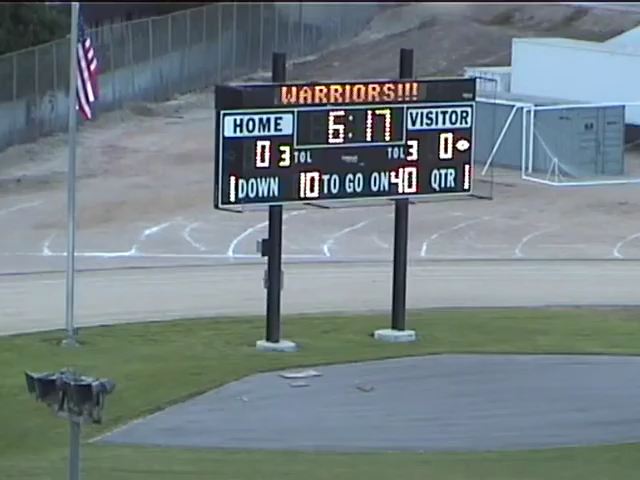 WARRIORS!!!
HOME 6:17 VISITOR
0 3 TOL TOL 3 0
1 DOWN 10 TO GO ON 40 QTR 1